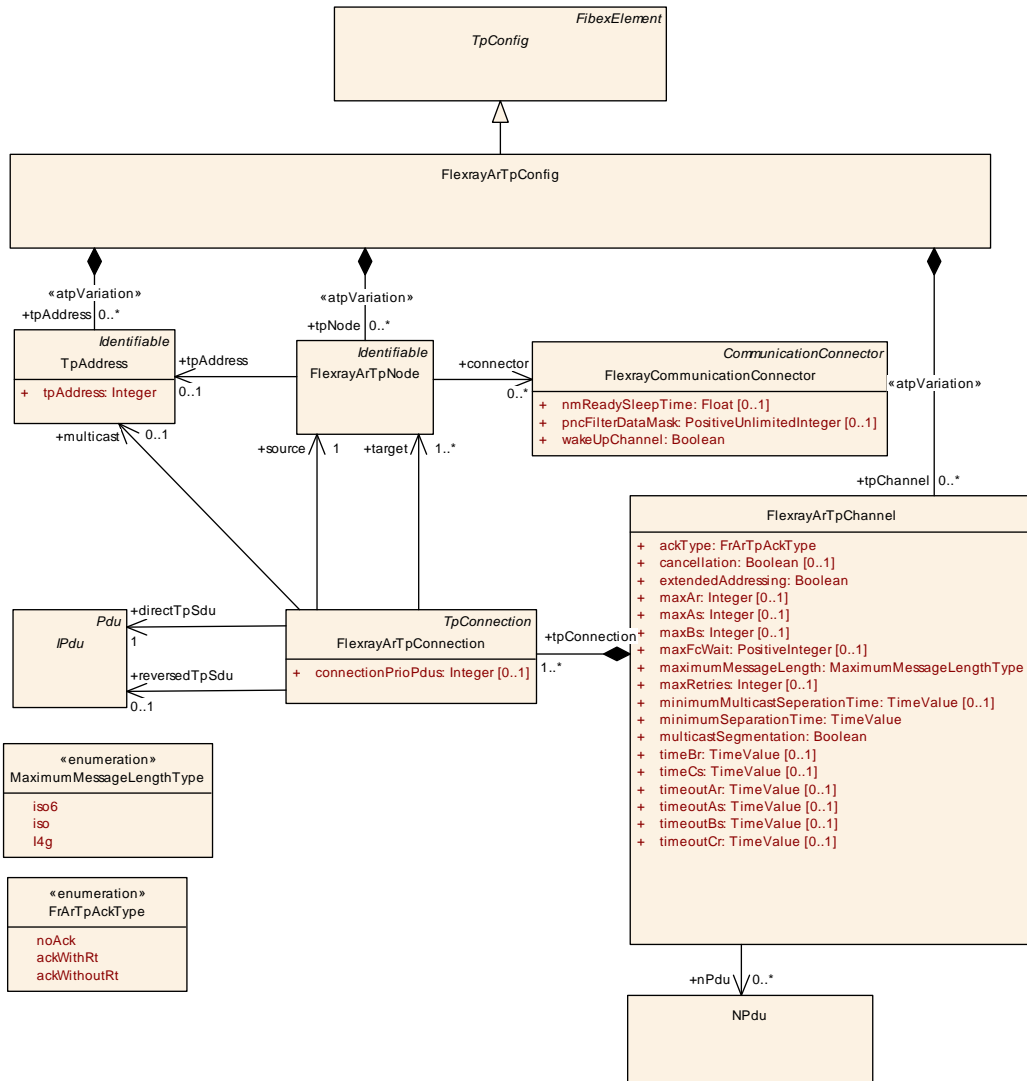 FibexElement
TpConfig
FlexrayArTpConfig
«atpVariation»
+tpAddress 0..*
«atpVariation»
+tpNode 0..*
«atpVariation»
+tpChannel 0..*
Identifiable
TpAddress
+ tpAddress: Integer
+tpAddress
0..1
Identifiable
FlexrayArTpNode
+connector
0..*
CommunicationConnector
FlexrayCommunicationConnector
+ nmReadySleepTime: Float [0..1]
+ pncFilterDataMask: PositiveUnlimitedInteger [0..1]
+ wakeUpChannel: Boolean
+multicast 0..1
+source 1
+target 1..*
FlexrayArTpChannel
+ ackType: FrArTpAckType
+ cancellation: Boolean [0..1]
+ extendedAddressing: Boolean
+ maxAr: Integer [0..1]
+ maxAs: Integer [0..1]
+ maxBs: Integer [0..1]
+ maxFcWait: PositiveInteger [0..1]
+ maximumMessageLength: MaximumMessageLengthType
+ maxRetries: Integer [0..1]
+ minimumMulticastSeperationTime: TimeValue [0..1]
+ minimumSeparationTime: TimeValue
+ multicastSegmentation: Boolean
+ timeBr: TimeValue [0..1]
+ timeCs: TimeValue [0..1]
+ timeoutAr: TimeValue [0..1]
+ timeoutAs: TimeValue [0..1]
+ timeoutBs: TimeValue [0..1]
+ timeoutCr: TimeValue [0..1]
Pdu
IPdu
+directTpSdu
1
+reversedTpSdu
0..1
TpConnection
FlexrayArTpConnection
+ connectionPrioPdus: Integer [0..1]
+tpConnection
1..*
«enumeration»
MaximumMessageLengthType
iso6
iso
l4g
«enumeration»
FrArTpAckType
noAck
ackWithRt
ackWithoutRt
+nPdu 0..*
NPdu